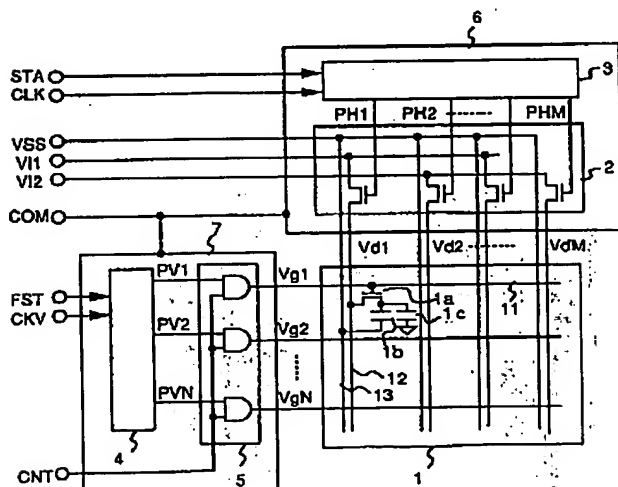 6
STA
CLK
3
PH1 PH2 -------- PHM
VSS
VI1
VI2
2
COM
7
Vd1 Vd2 -------- VdM
FST
CKV
PV1
Vg1
1a
11
1c
PV2
Vg2
1b
12
13
PVN
VgN
CNT
4
5
1